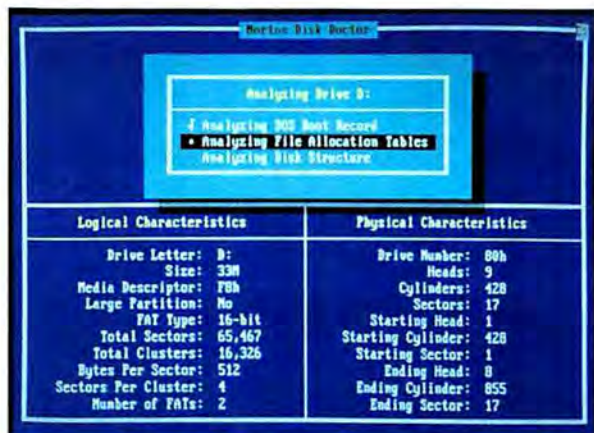 Norton Disk Doctor
Analyzing Drive D:
√ Analyzing DOS Boot Record
• Analyzing File Allocation Tables
Analyzing Disk Structure
Logical Characteristics
Drive Letter: D:
Size: 33M
Media Descriptor: F8h
Large Partition: No
FAT Type: 16-bit
Total Sectors: 65,467
Total Clusters: 16,326
Bytes Per Sector: 512
Sectors Per Cluster: 4
Number of FATs: 2
Physical Characteristics
Drive Number: 80h
Heads: 9
Cylinders: 428
Sectors: 17
Starting Head: 1
Starting Cylinder: 428
Starting Sector: 1
Ending Head: 8
Ending Cylinder: 855
Ending Sector: 17